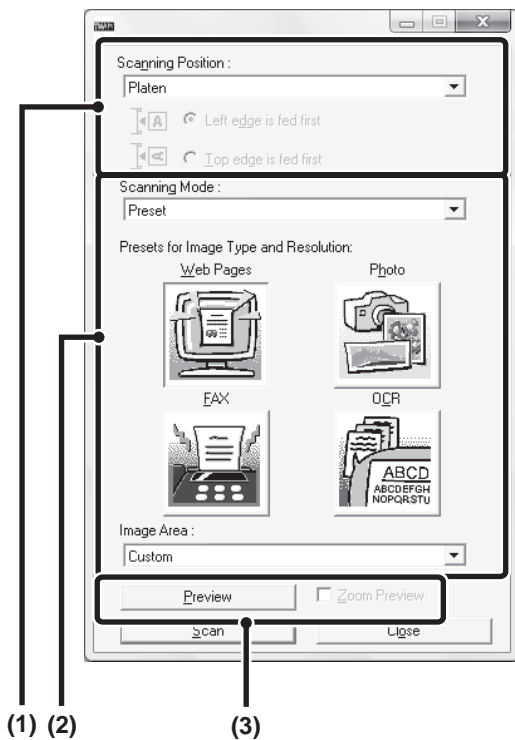 TWAIN
Scanning Position :
Platen
A Left edge is fed first
A Top edge is fed first
Scanning Mode :
Preset
Presets for Image Type and Resolution:
Web Pages Photo
FAX OCR
ABCD
ABCDEFGH
NOPQRSTU
Image Area :
Custom
Preview Zoom Preview
Scan Close
(1) (2) (3)